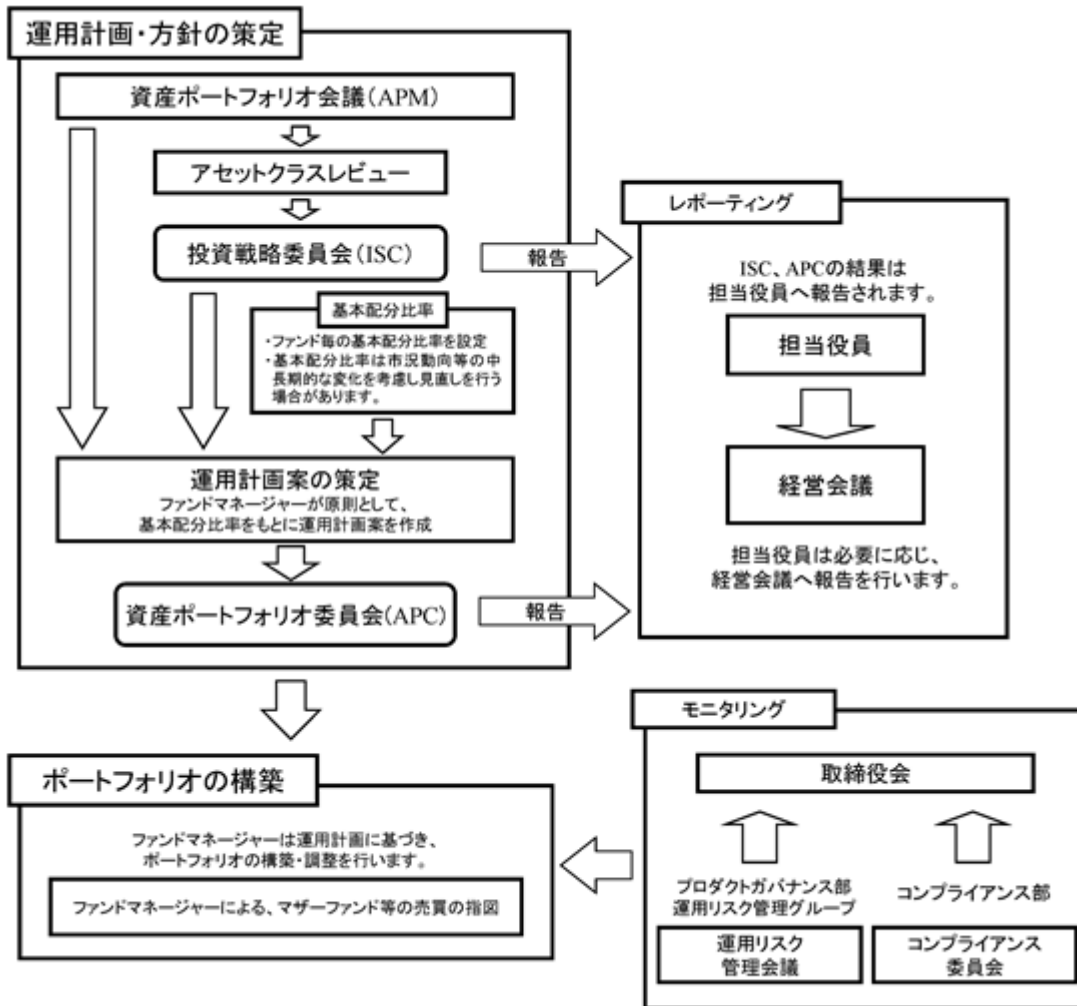 運用計画・方針の策定
資産ポートフォリオ会議(APM)
アセットクラスレビュー
投資戦略委員会(ISC)
報告
基本配分比率
・ファンド毎の基本配分比率を設定
・基本配分比率は市況動向等の中
長期的な変化を考慮し見直しを行う
場合があります。
運用計画案の策定
ファンドマネージャーが原則として、
基本配分比率をもとに運用計画案を作成
資産ポートフォリオ委員会(APC)
報告
レポーティング
ISC、APCの結果は
担当役員へ報告されます。
担当役員
経営会議
担当役員は必要に応じ、
経営会議へ報告を行います。
ポートフォリオの構築
ファンドマネージャーは運用計画に基づき、
ポートフォリオの構築・調整を行います。
ファンドマネージャーによる、マザーファンド等の売買の指図
モニタリング
取締役会
プロダクトガバナンス部
運用リスク管理グループ
コンプライアンス部
運用リスク
管理会議
コンプライアンス
委員会